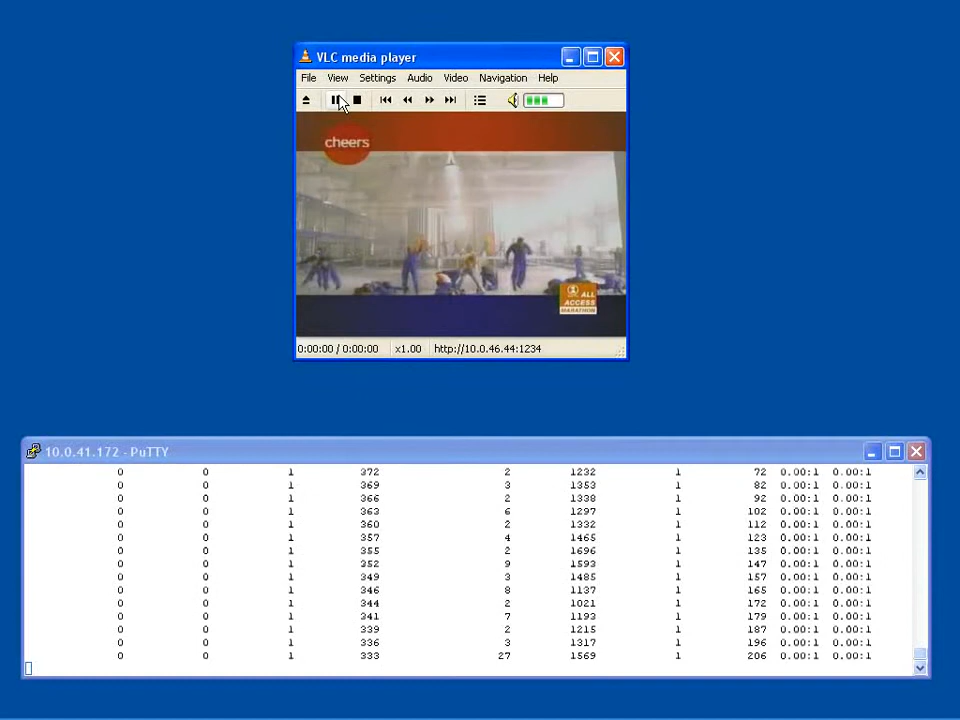 VLC media player
File View Settings Audio Video Navigation Help
cheers
ALL
ACCESS
MARATHON
0:00:00 / 0:00:00 x1.00 http://10.0.46.44:1234
10.0.41.172 - PuTTY
0 0 1 372 2 1232 1 72 0.00:1 0.00:1
0 0 1 369 3 1353 1 82 0.00:1 0.00:1
0 0 1 366 2 1338 1 92 0.00:1 0.00:1
0 0 1 363 6 1297 1 102 0.00:1 0.00:1
0 0 1 360 2 1332 1 112 0.00:1 0.00:1
0 0 1 357 4 1465 1 123 0.00:1 0.00:1
0 0 1 355 2 1696 1 135 0.00:1 0.00:1
0 0 1 352 9 1593 1 147 0.00:1 0.00:1
0 0 1 349 3 1485 1 157 0.00:1 0.00:1
0 0 1 346 8 1137 1 165 0.00:1 0.00:1
0 0 1 344 2 1021 1 172 0.00:1 0.00:1
0 0 1 341 7 1193 1 179 0.00:1 0.00:1
0 0 1 339 2 1215 1 187 0.00:1 0.00:1
0 0 1 336 3 1317 1 196 0.00:1 0.00:1
0 0 1 333 27 1569 1 206 0.00:1 0.00:1